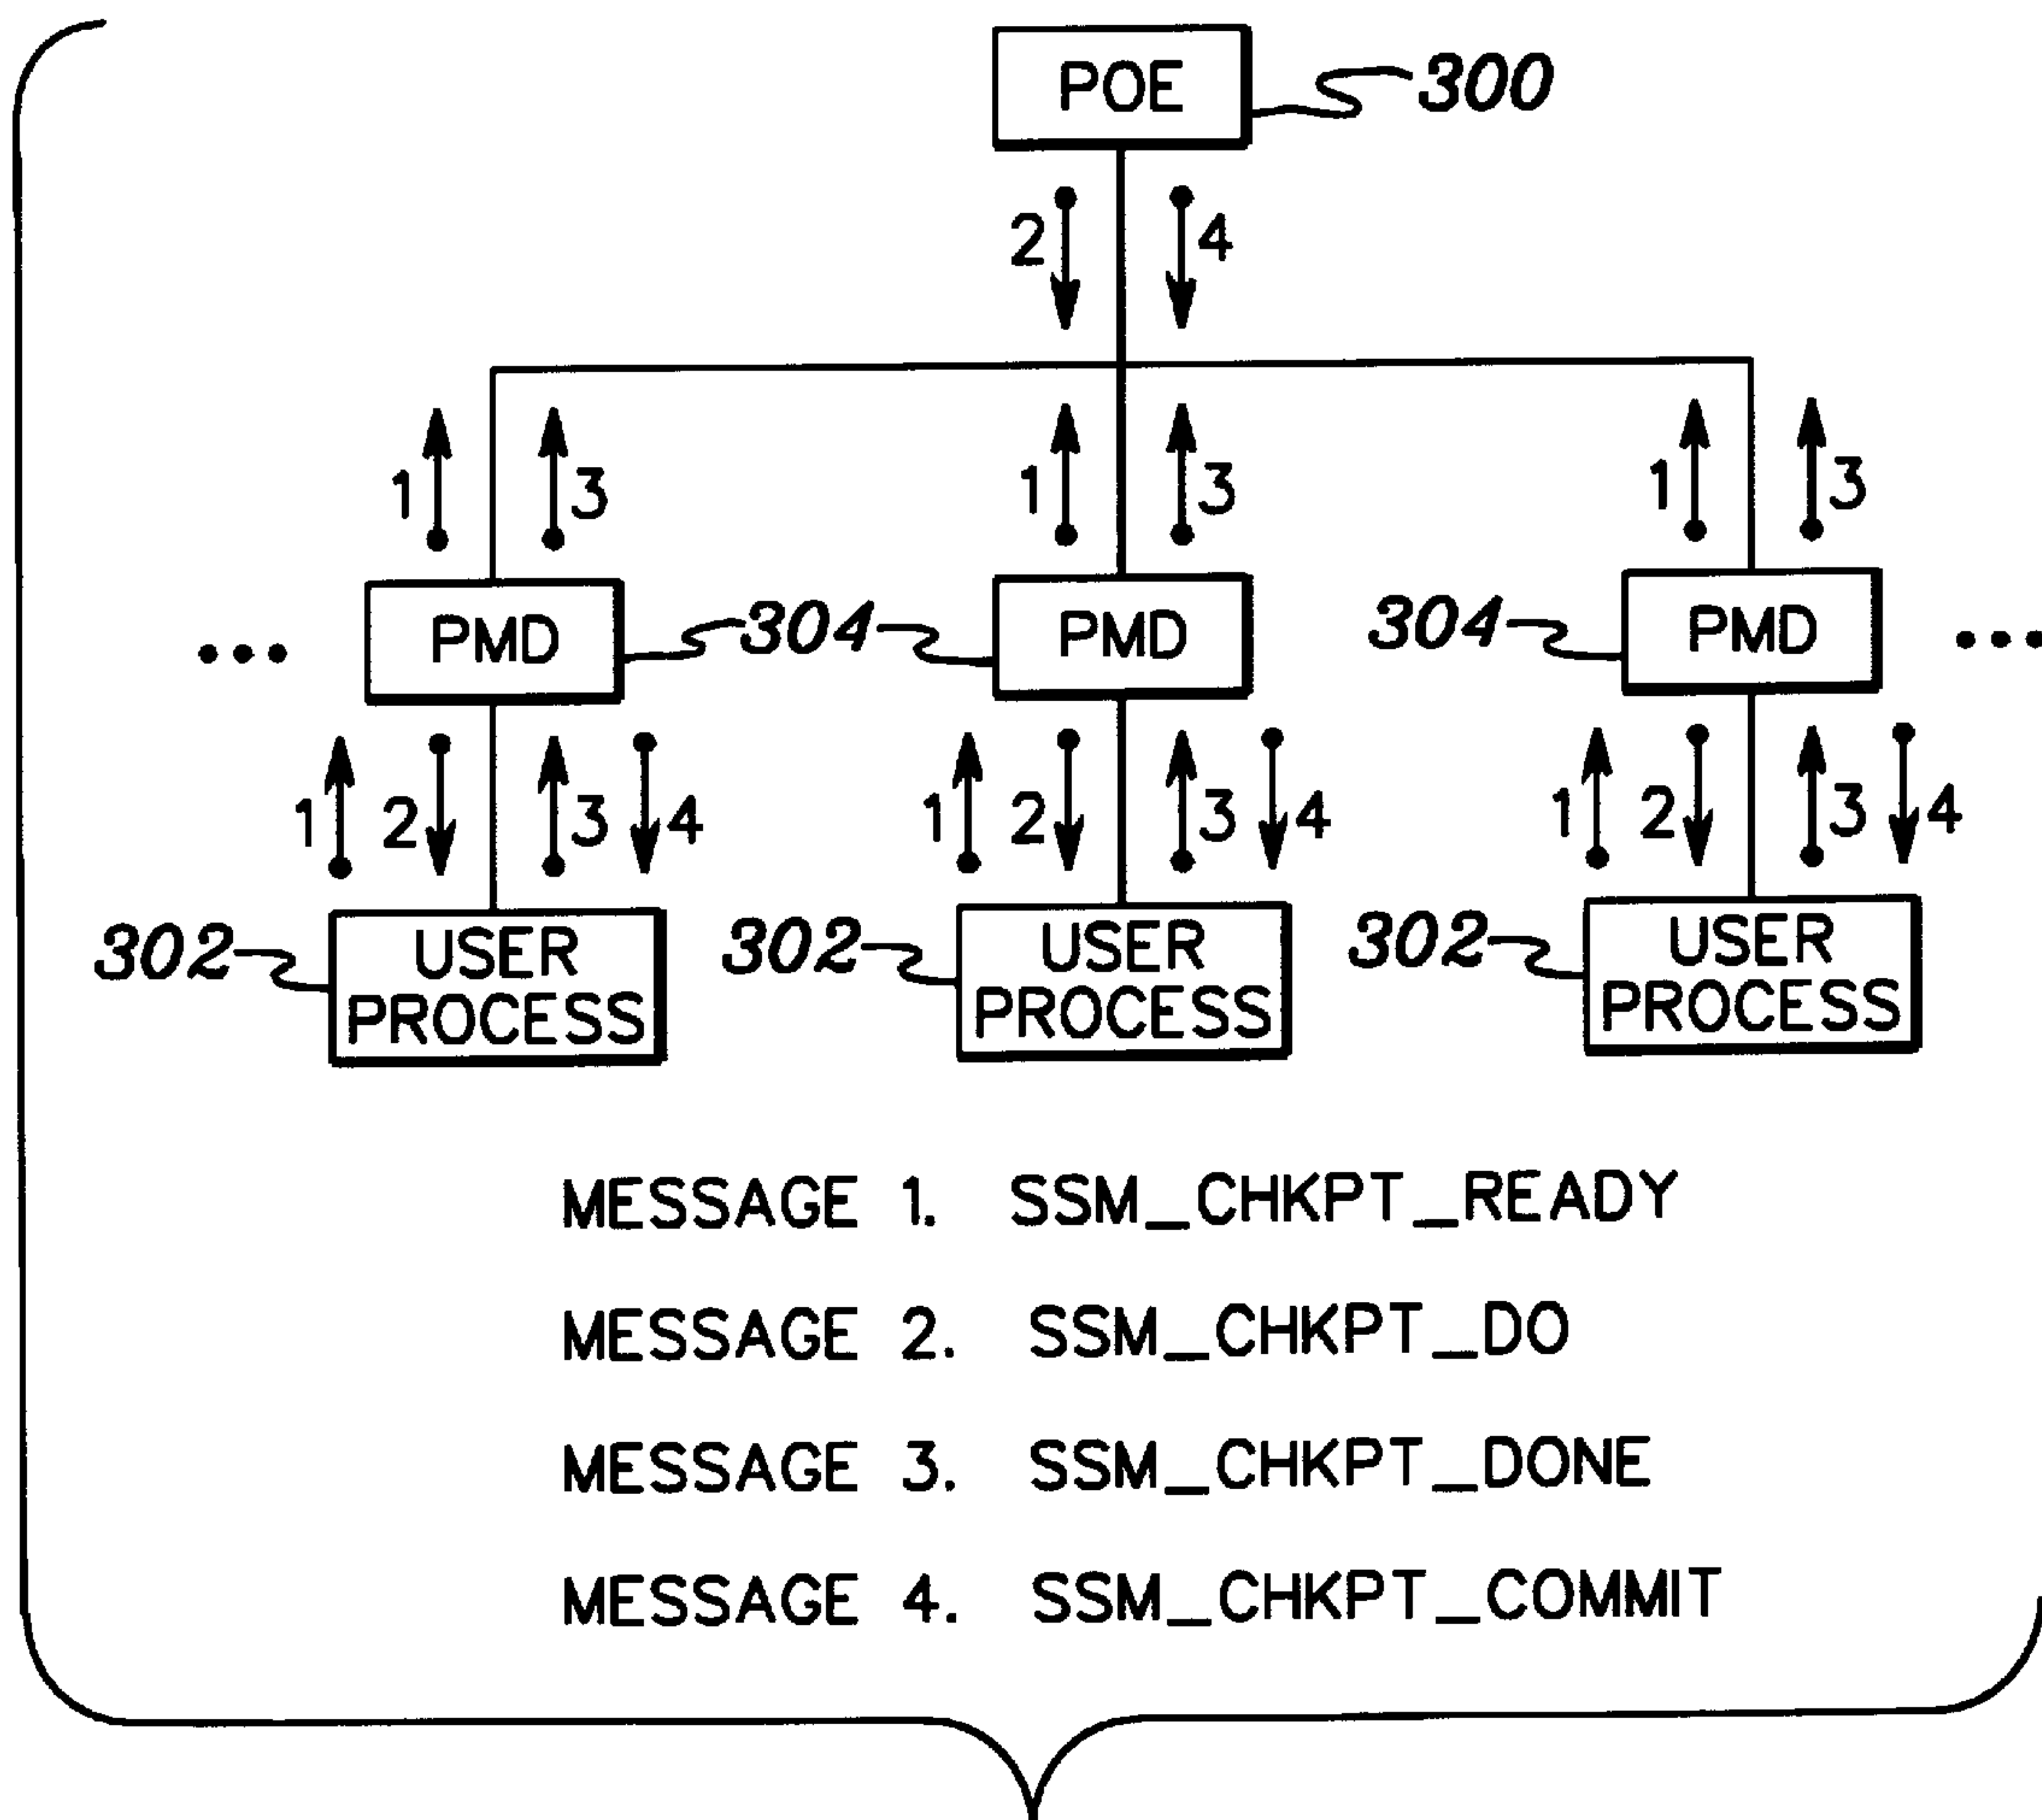 POE 300
2 4
1 3 1 3 1 3
PMD 304 PMD 304 PMD
1 2 3 4 1 2 3 4 1 2 3 4
302 USER PROCESS 302 USER PROCESS 302 USER PROCESS
MESSAGE 1. SSM_CHKPT_READY
MESSAGE 2. SSM_CHKPT_DO
MESSAGE 3. SSM_CHKPT_DONE
MESSAGE 4. SSM_CHKPT_COMMIT